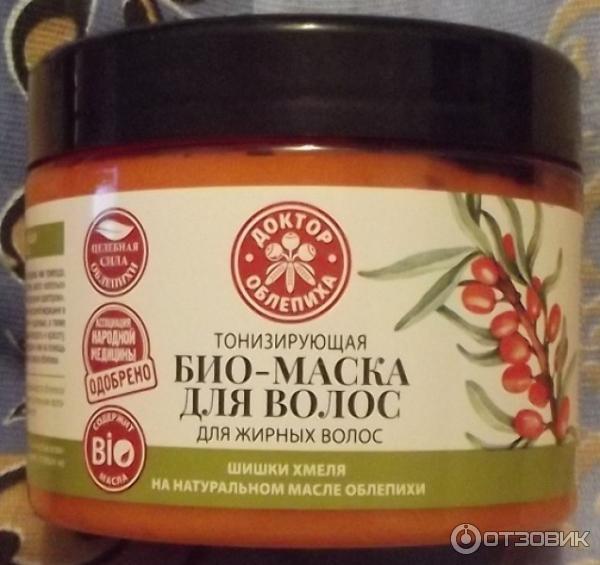 ЦЕЛЕБНАЯ
СИЛА
ОБЛЕПИХИ
АССОЦИАЦИЯ
НАРОДНОЙ
МЕДИЦИНЫ
ОДОБРЕНО
СОДЕРЖИТ
Bio
МАСЛА
ДОКТОР
ОБЛЕПИХА
ТОНИЗИРУЮЩАЯ
БИО-МАСКА
ДЛЯ ВОЛОС
ДЛЯ ЖИРНЫХ ВОЛОС
ШИШКИ ХМЕЛЯ
НА НАТУРАЛЬНОМ МАСЛЕ ОБЛЕПИХИ
ОТЗОВИК